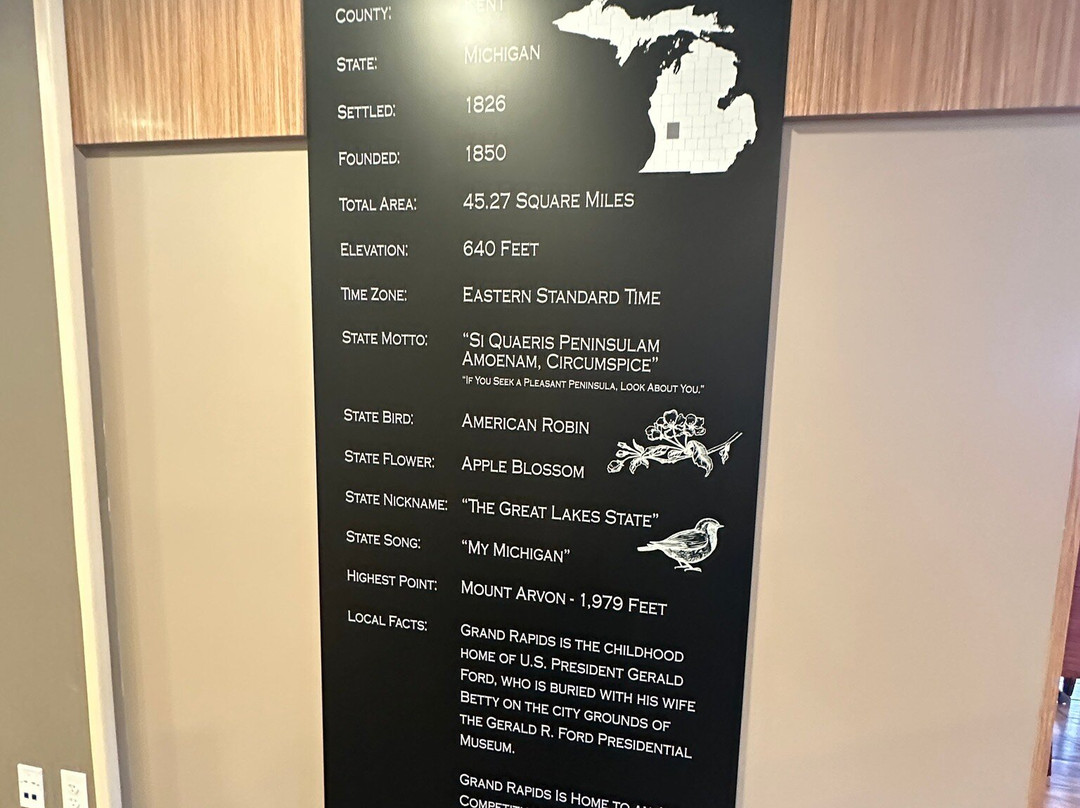 County: Kent
State: Michigan
Settled: 1826
Founded: 1850
Total Area: 45.27 Square Miles
Elevation: 640 Feet
Time Zone: Eastern Standard Time
State Motto: “Si Quaeris Peninsulam
Amoenam, Circumspice”
“If You Seek a Pleasant Peninsula, Look About You.”
State Bird: American Robin
State Flower: Apple Blossom
State Nickname: “The Great Lakes State”
State Song: “My Michigan”
Highest Point: Mount Arvon - 1,979 Feet
Local Facts: Grand Rapids is the childhood
home of U.S. President Gerald
Ford, who is buried with his wife
Betty on the city grounds of
the Gerald R. Ford Presidential
Museum.
Grand Rapids Is Home to